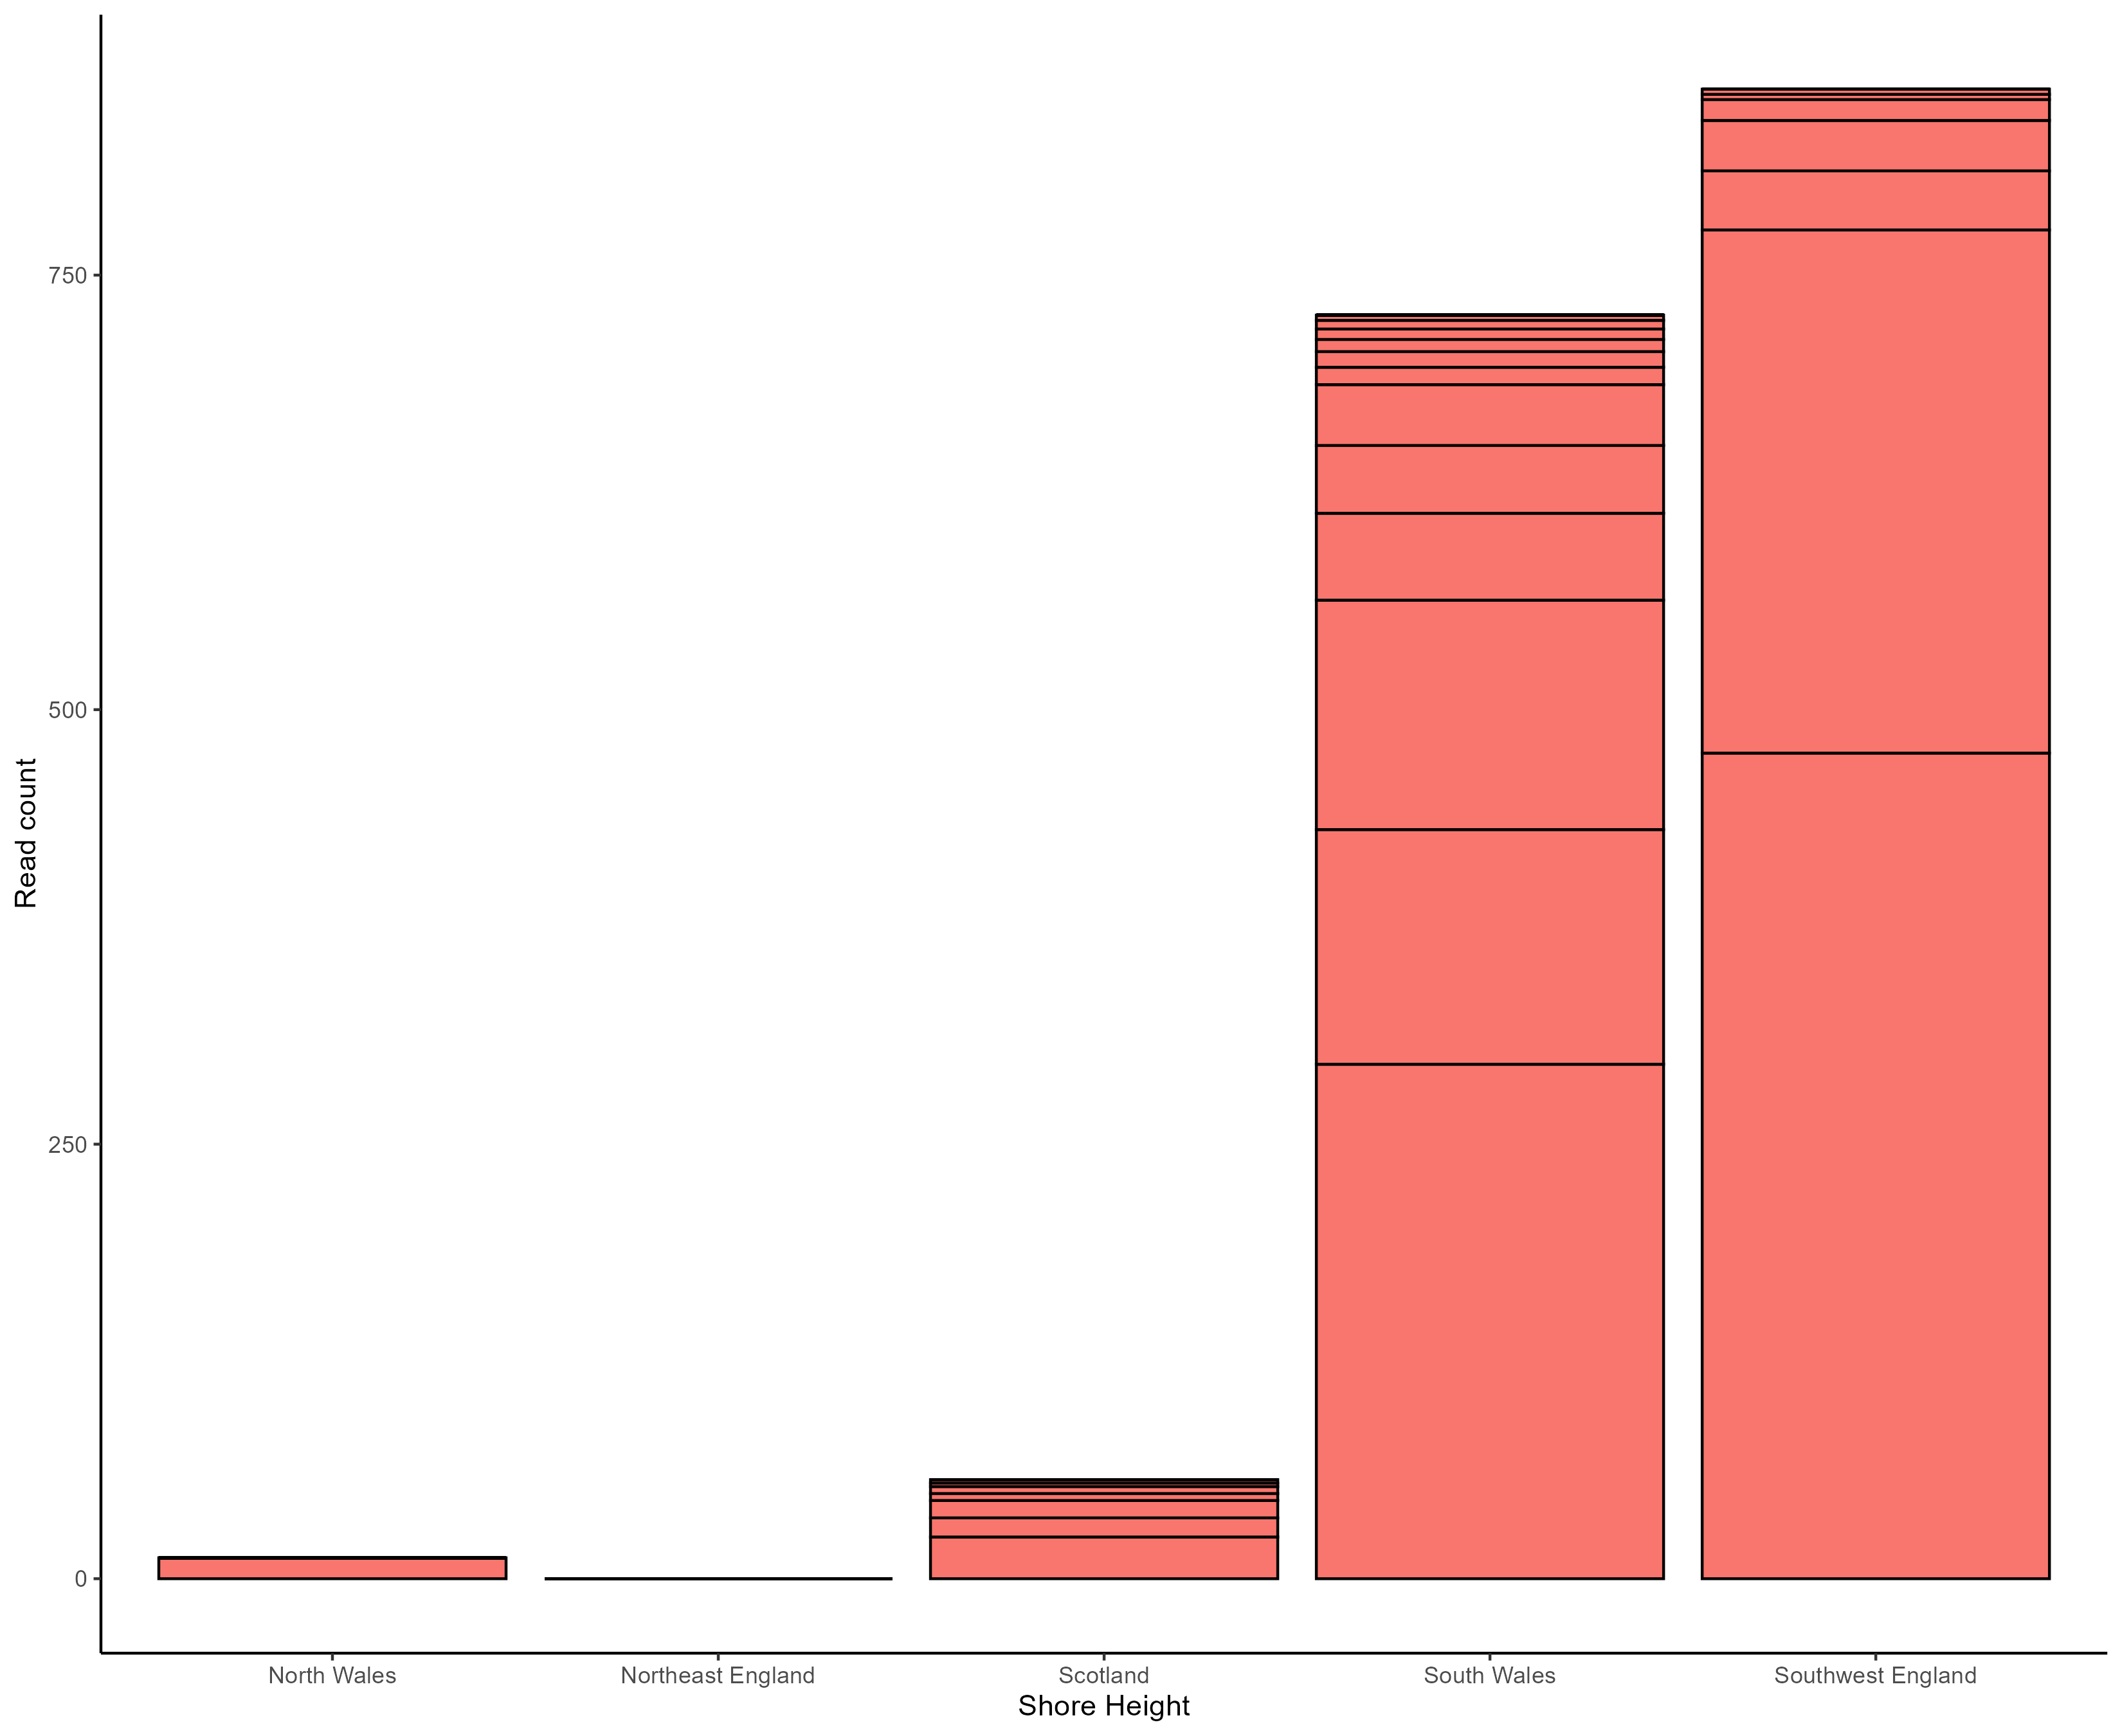 750
500
250
0
Read count
North Wales
Northeast England
Scotland
South Wales
Southwest England
Shore Height